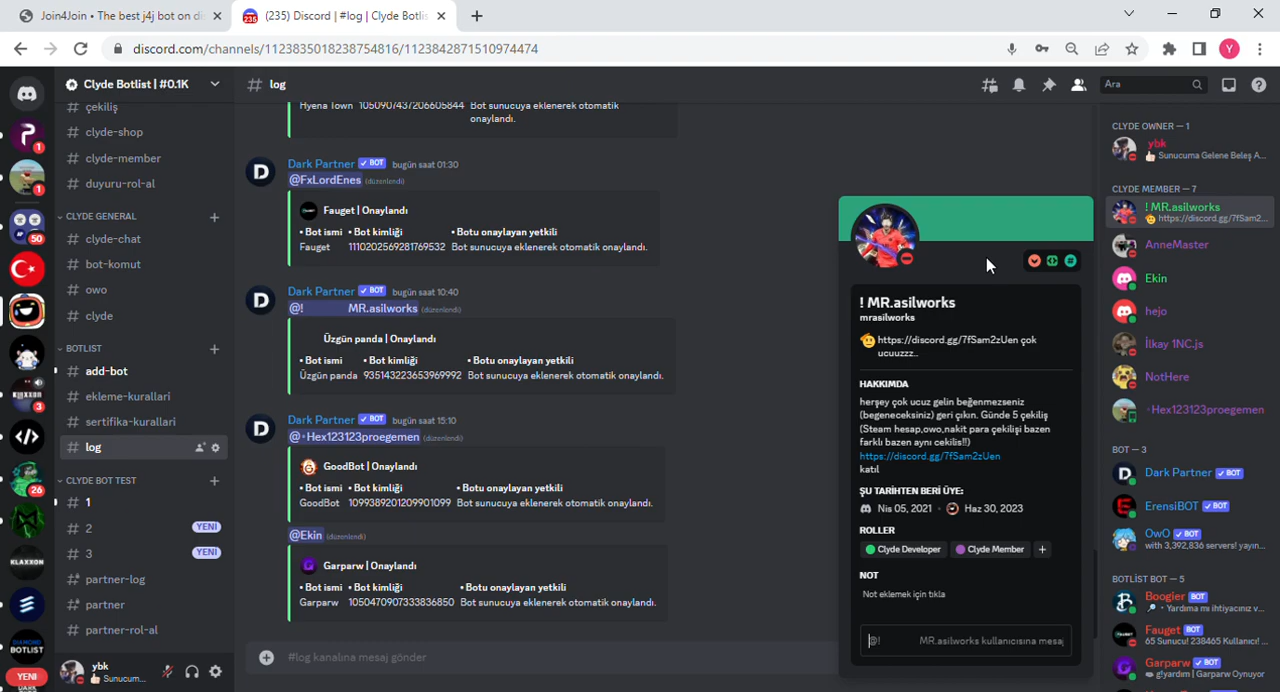 Join4Join • The best j4j bot on di
(235) Discord | #log | Clyde Botlis
discord.com/channels/1123835018238754816/1123842871510974474
Y
Clyde Botlist | #0.1K
çekiliş
clyde-shop
clyde-member
duyuru-rol-al
CLYDE GENERAL
clyde-chat
bot-komut
owo
clyde
BOTLIST
add-bot
ekleme-kurallari
sertifika-kurallari
log
CLYDE BOT TEST
1
2 YENİ
3 YENİ
partner-log
partner
partner-rol-al
ybk
Sunucum...
1
1
50
3
26
KLAXXON
DIAMOND
BOTLIST
YENİ
# log
Ara
Hyena Town 1050907437206605844 Bot sunucuya eklenerek otomatik
onaylandı.
Dark Partner ✓ BOT bugün saat 01:30
@FxLordEnes (düzenlendi)
Fauget | Onaylandı
• Bot ismi • Bot kimliği • Botu onaylayan yetkili
Fauget 1110202569281769532 Bot sunucuya eklenerek otomatik onaylandı.
Dark Partner ✓ BOT bugün saat 10:40
@! MR.asilworks (düzenlendi)
Üzgün panda | Onaylandı
• Bot ismi • Bot kimliği • Botu onaylayan yetkili
Üzgün panda 935143223653969992 Bot sunucuya eklenerek otomatik onaylandı.
Dark Partner ✓ BOT bugün saat 15:10
@◦Hex123123proegemen (düzenlendi)
GoodBot | Onaylandı
• Bot ismi • Bot kimliği • Botu onaylayan yetkili
GoodBot 1099389201209901099 Bot sunucuya eklenerek otomatik onaylandı.
@Ekin (düzenlendi)
Garparw | Onaylandı
• Bot ismi • Bot kimliği • Botu onaylayan yetkili
Garparw 1050470907333836850 Bot sunucuya eklenerek otomatik onaylandı.
#log kanalına mesaj gönder
! MR.asilworks
mrasilworks
https://discord.gg/7fSam2zUen çok
ucuuzzz..
HAKKIMDA
herşey çok ucuz gelin beğenmezseniz
(begeneceksiniz) geri çıkın. Günde 5 çekiliş
(Steam hesap,owo,nakit para çekilişi bazen
farklı bazen aynı cekilis!!)
https://discord.gg/7fSam2zUen
katıl
ŞU TARİHTEN BERİ ÜYE:
Nis 05, 2021 • Haz 30, 2023
ROLLER
Clyde Developer Clyde Member +
NOT
Not eklemek için tıkla
@! MR.asilworks kullanıcısına mesaj
CLYDE OWNER — 1
ybk
Sunucuma Gelene Beleş A...
CLYDE MEMBER — 7
! MR.asilworks
https://discord.gg/7fSam2...
AnneMaster
Ekin
hejo
İlkay 1NC.js
NotHere
◦Hex123123proegemen
BOT — 3
Dark Partner ✓ BOT
ErensiBOT ✓ BOT
OwO ✓ BOT
with 3,392,836 servers! yayın...
BOTLİST BOT — 5
Boogier BOT
• Yardıma mı ihtiyacınız v...
Fauget BOT
65 Sunucu! 238465 Kullanıcı! ...
Garparw ✓ BOT
g!yardım | Garparw Oynuyor